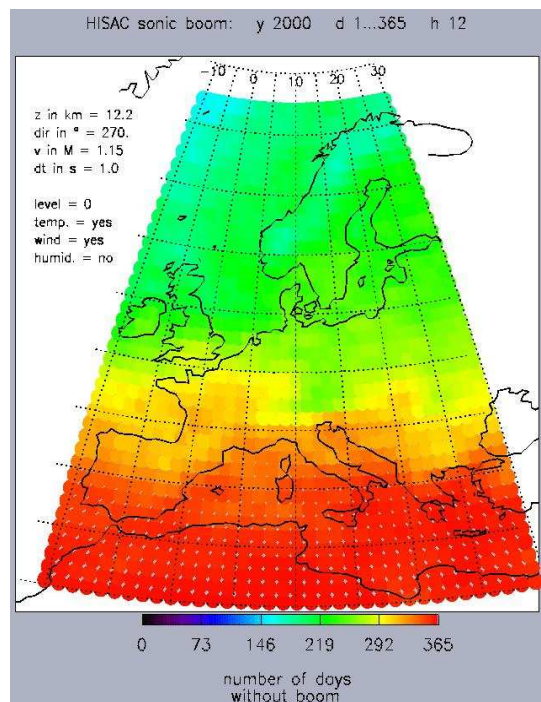 HISAC sonic boom: y 2000 d 1...365 h 12
-10 0 10 20 30
z in km = 12.2
dir in ° = 270.
v in M = 1.15
dt in s = 1.0
level = 0
temp. = yes
wind = yes
humid. = no
0 73 146 219 292 365
number of days
without boom